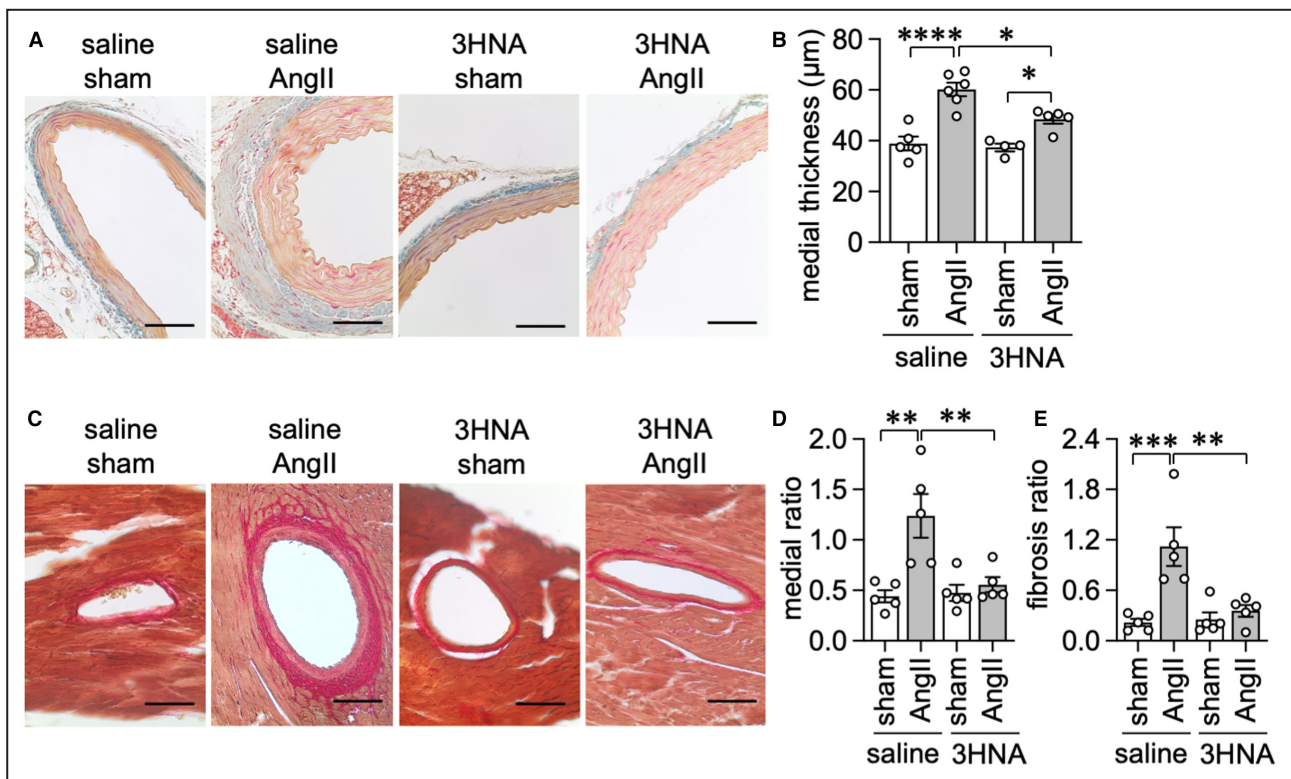 A
saline
sham
saline
AngII
3HNA
sham
3HNA
AngII
B
medial thickness (µm)
80
60
40
20
0
****
*
*
sham
AngII
sham
AngII
saline
3HNA
C
saline
sham
saline
AngII
3HNA
sham
3HNA
AngII
D
medial ratio
2.0
1.5
1.0
0.5
0.0
**
**
sham
AngII
sham
AngII
saline
3HNA
E
fibrosis ratio
2.4
1.8
1.2
0.6
0.0
***
**
sham
AngII
sham
AngII
saline
3HNA